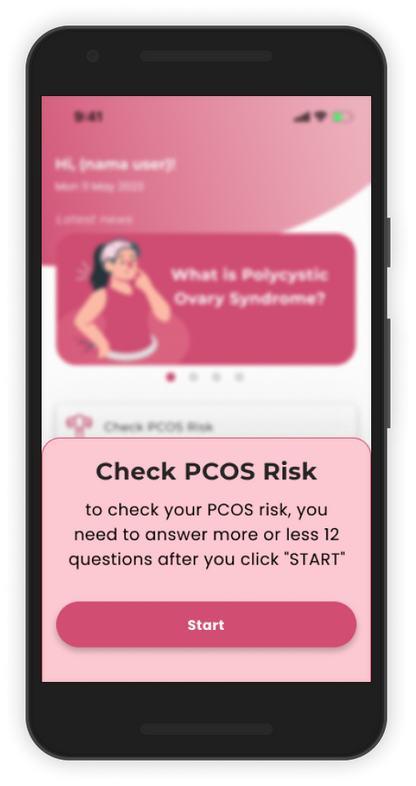 9:41
Hi, (nama user)!
Mon 9 May 2023
Latest news
What is Polycystic
Ovary Syndrome?
Check PCOS Risk
Check PCOS Risk
to check your PCOS risk, you
need to answer more or less 12
questions after you click "START"
Start